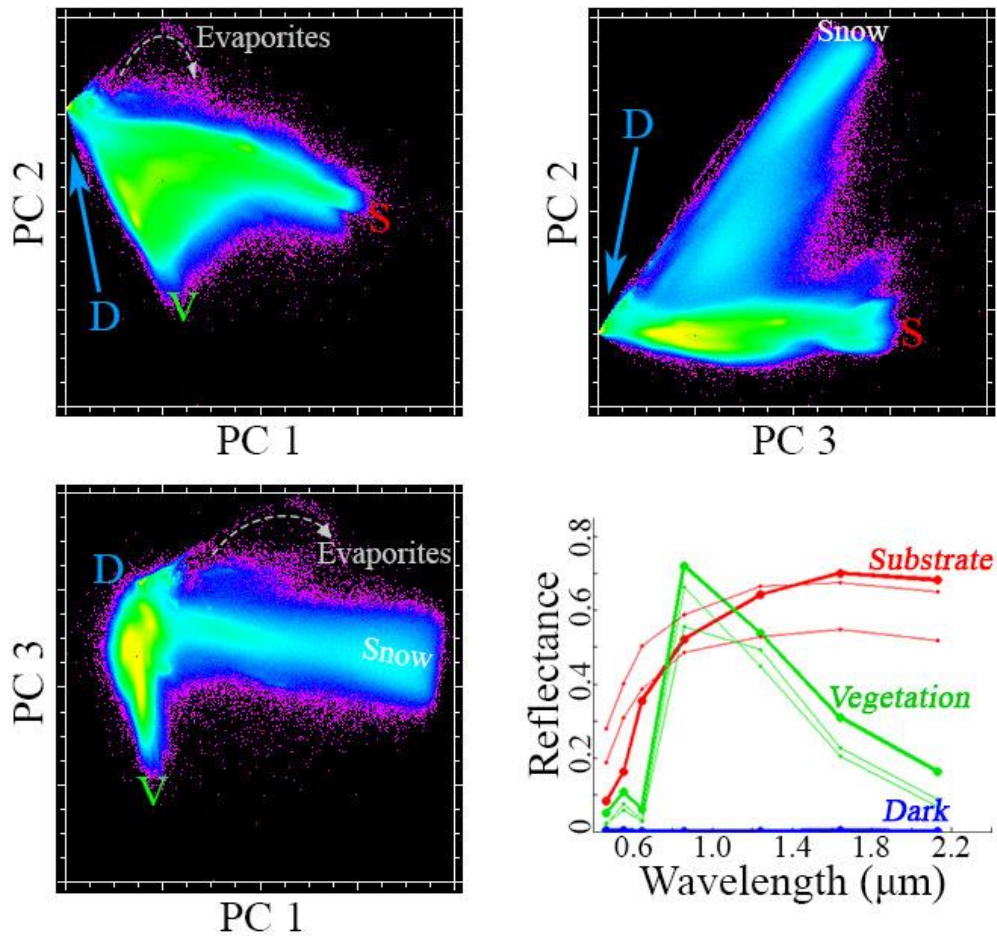 Evaporites
D
S
V
PC 2
PC 1
Snow
D
S
PC 2
PC 3
D
Evaporites
Snow
V
PC 3
PC 1
0.8
0.6
0.4
0.2
0
Substrate
Vegetation
Dark
Reflectance
0.6 1.0 1.4 1.8 2.2
Wavelength (μm)